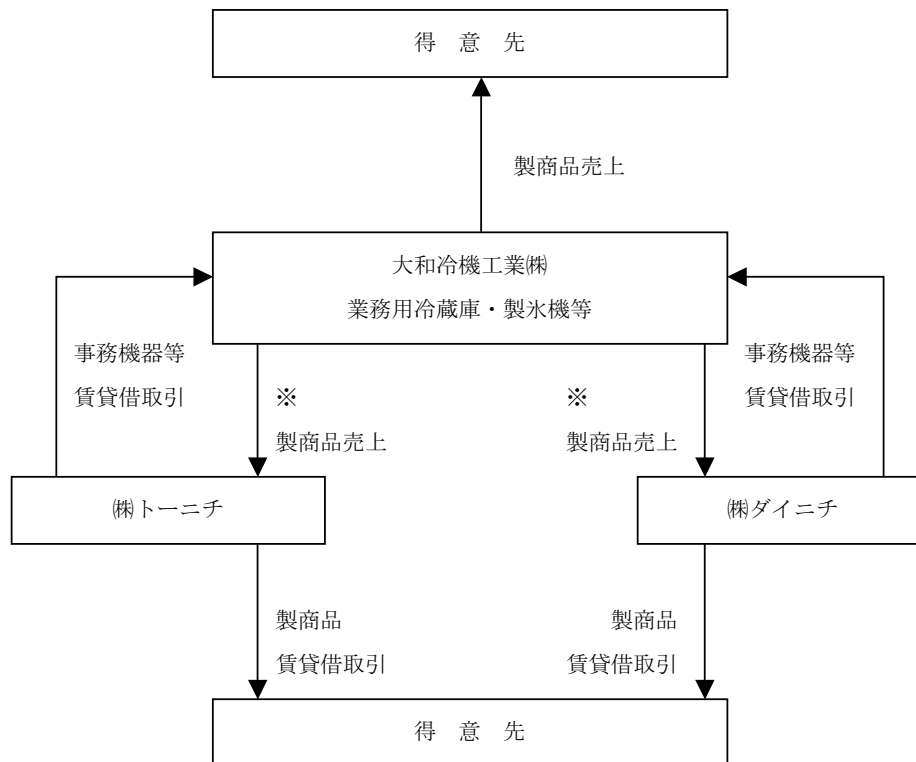 得 意 先
製商品売上
大和冷機工業㈱
業務用冷蔵庫・製氷機等
事務機器等
賃貸借取引
※
製商品売上
※
製商品売上
事務機器等
賃貸借取引
㈱トーニチ
㈱ダイニチ
製商品
賃貸借取引
製商品
賃貸借取引
得 意 先